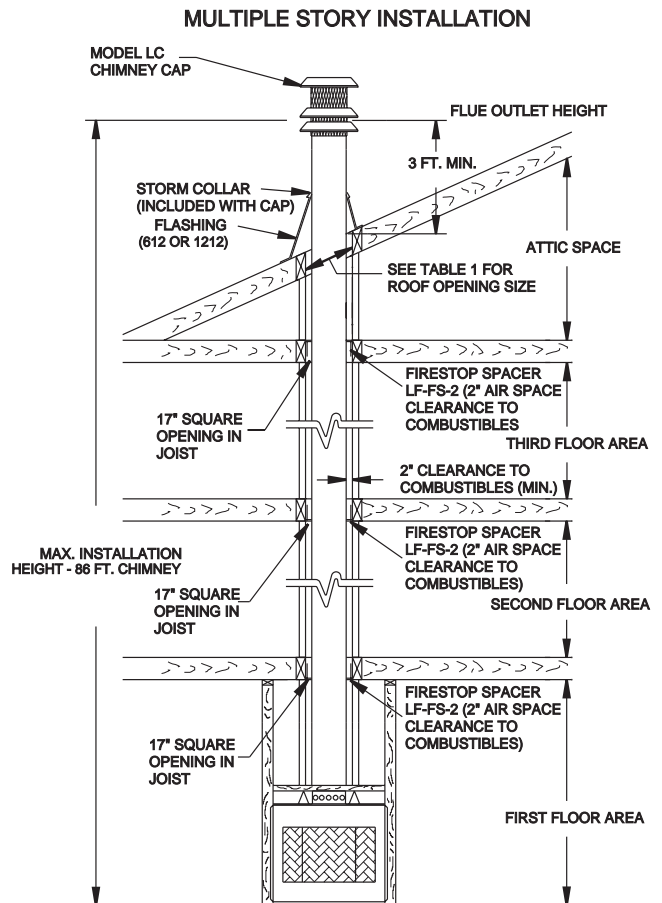 MULTIPLE STORY INSTALLATION
MODEL LC
CHIMNEY CAP
FLUE OUTLET HEIGHT
3 FT. MIN.
STORM COLLAR
(INCLUDED WITH CAP)
FLASHING
(612 OR 1212)
ATTIC SPACE
SEE TABLE 1 FOR
ROOF OPENING SIZE
FIRESTOP SPACER
LF-FS-2 (2" AIR SPACE
CLEARANCE TO
COMBUSTIBLES
17" SQUARE
OPENING IN
JOIST
THIRD FLOOR AREA
2" CLEARANCE TO
COMBUSTIBLES (MIN.)
FIRESTOP SPACER
LF-FS-2 (2" AIR SPACE
CLEARANCE TO
COMBUSTIBLES)
MAX. INSTALLATION
HEIGHT - 86 FT. CHIMNEY
17" SQUARE
OPENING IN
JOIST
SECOND FLOOR AREA
FIRESTOP SPACER
LF-FS-2 (2" AIR SPACE
CLEARANCE TO
COMBUSTIBLES)
17" SQUARE
OPENING IN
JOIST
FIRST FLOOR AREA